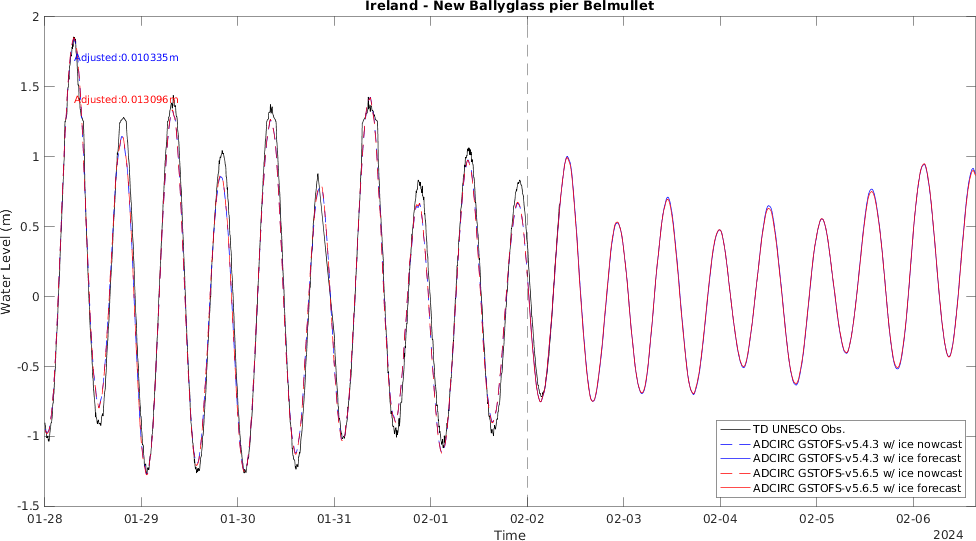 Ireland - New Ballyglass pier Belmullet
2
1.5
1
0.5
0
-0.5
-1
-1.5
Water Level (m)
Adjusted:0.010335m
Adjusted:0.013096m
TD UNESCO Obs.
ADCIRC GSTOFS-v5.4.3 w/ ice nowcast
ADCIRC GSTOFS-v5.4.3 w/ ice forecast
ADCIRC GSTOFS-v5.6.5 w/ ice nowcast
ADCIRC GSTOFS-v5.6.5 w/ ice forecast
01-28 01-29 01-30 01-31 02-01 02-02 02-03 02-04 02-05 02-06
Time
2024